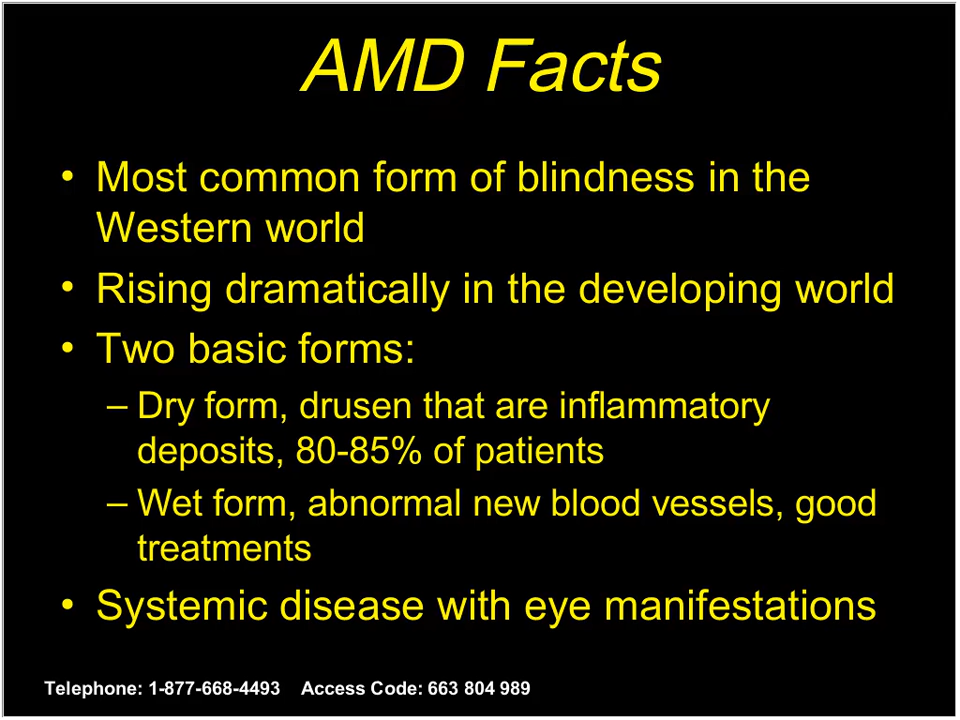 AMD Facts
• Most common form of blindness in the
Western world
• Rising dramatically in the developing world
• Two basic forms:
– Dry form, drusen that are inflammatory
deposits, 80-85% of patients
– Wet form, abnormal new blood vessels, good
treatments
• Systemic disease with eye manifestations
Telephone: 1-877-668-4493 Access Code: 663 804 989